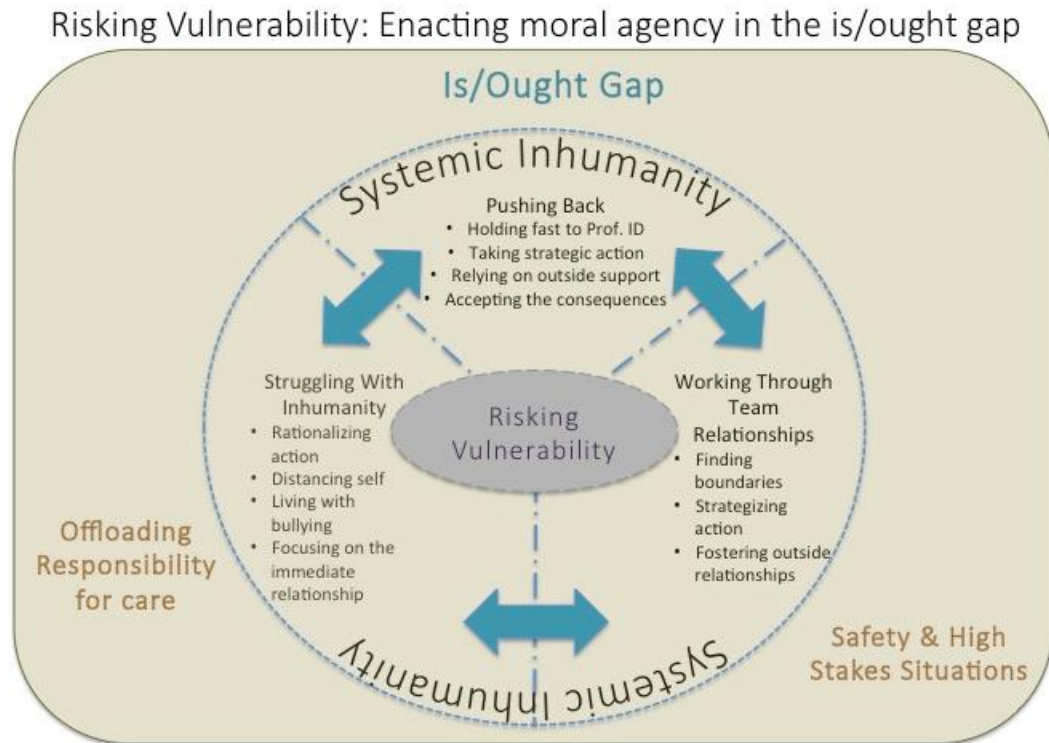 Risking Vulnerability: Enacting moral agency in the is/ought gap
Is/Ought Gap
Systemic Inhumanity
Pushing Back
• Holding fast to Prof. ID
• Taking strategic action
• Relying on outside support
• Accepting the consequences
Struggling With
Inhumanity
• Rationalizing
action
• Distancing self
• Living with
bullying
• Focusing on the
immediate
relationship
Risking
Vulnerability
Working Through
Team
Relationships
• Finding
boundaries
• Strategizing
action
• Fostering outside
relationships
Offloading
Responsibility
for care
Safety & High
Stakes Situations
Systemic Inhumanity